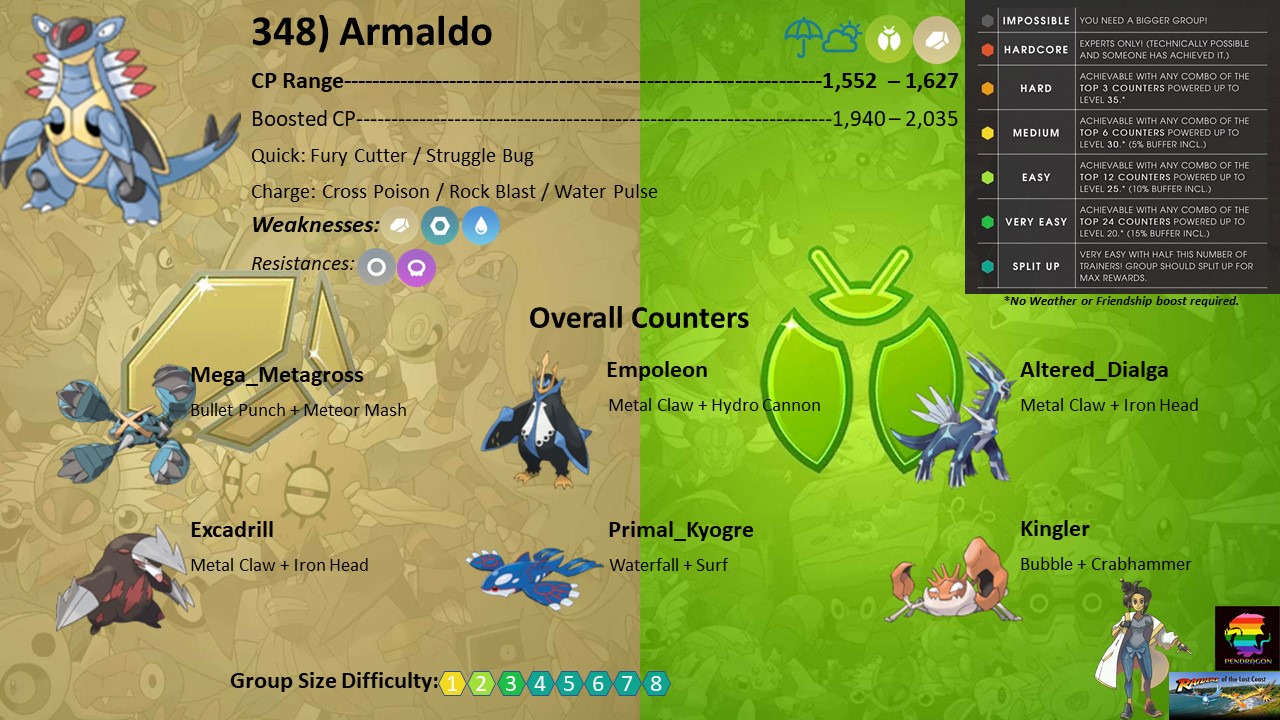 348) Armaldo
CP Range--------------------------------------------------------------------1,552 – 1,627
Boosted CP--------------------------------------------------------------------1,940 – 2,035
Quick: Fury Cutter / Struggle Bug
Charge: Cross Poison / Rock Blast / Water Pulse
Weaknesses:
Resistances:
IMPOSSIBLE YOU NEED A BIGGER GROUP!
HARDCORE EXPERTS ONLY! (TECHNICALLY POSSIBLE
AND SOMEONE HAS ACHIEVED IT.)
HARD ACHIEVABLE WITH ANY COMBO OF THE
TOP 3 COUNTERS POWERED UP TO
LEVEL 35.*
MEDIUM ACHIEVABLE WITH ANY COMBO OF THE
TOP 6 COUNTERS POWERED UP TO
LEVEL 30.* (5% BUFFER INCL.)
EASY ACHIEVABLE WITH ANY COMBO OF THE
TOP 12 COUNTERS POWERED UP TO
LEVEL 25.* (10% BUFFER INCL.)
VERY EASY ACHIEVABLE WITH ANY COMBO OF THE
TOP 24 COUNTERS POWERED UP TO
LEVEL 20.* (15% BUFFER INCL.)
SPLIT UP VERY EASY WITH HALF THIS NUMBER OF
TRAINERS! GROUP SHOULD SPLIT UP FOR
MAX REWARDS.
*No Weather or Friendship boost required.
Overall Counters
Mega_Metagross
Bullet Punch + Meteor Mash
Empoleon
Metal Claw + Hydro Cannon
Altered_Dialga
Metal Claw + Iron Head
Excadrill
Metal Claw + Iron Head
Primal_Kyogre
Waterfall + Surf
Kingler
Bubble + Crabhammer
Group Size Difficulty: 1 2 3 4 5 6 7 8
PENDRAGON
RAIDERS of the Lost Coast